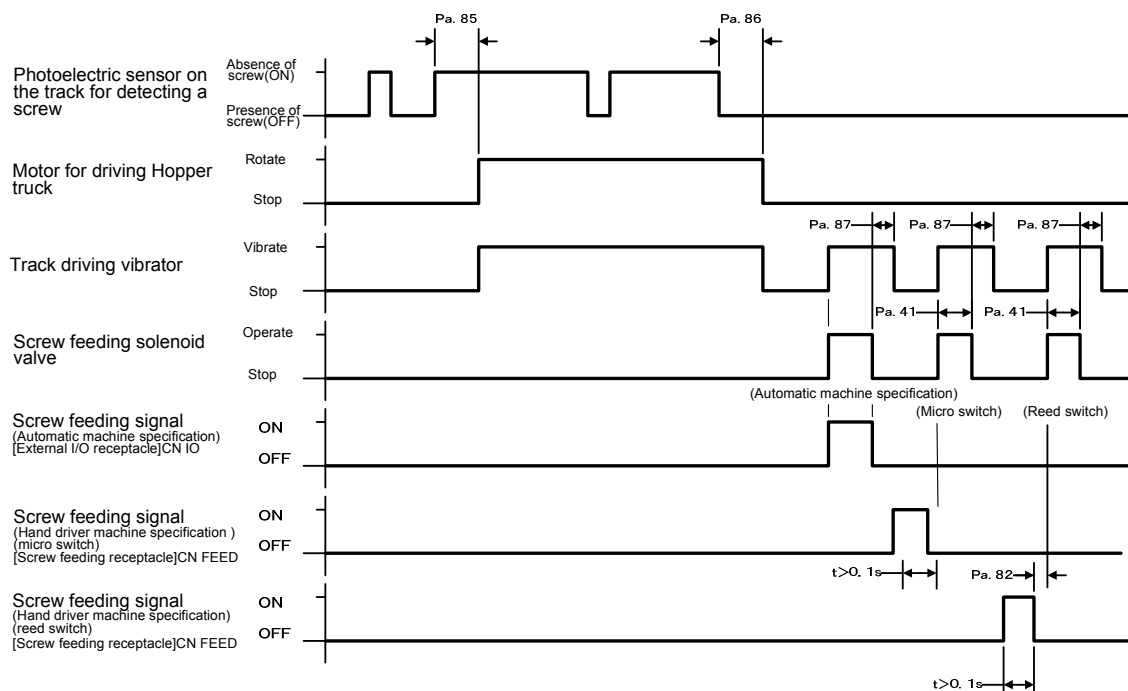 Pa. 85
Pa. 86
Photoelectric sensor on
the track for detecting a
screw
Absence of
screw(ON)
Presence of
screw(OFF)
Motor for driving Hopper
truck
Rotate
Stop
Pa. 87
Pa. 87
Pa. 87
Track driving vibrator
Vibrate
Stop
Pa. 41
Pa. 41
Screw feeding solenoid
valve
Operate
Stop
(Automatic machine specification)
(Micro switch)
(Reed switch)
Screw feeding signal
(Automatic machine specification)
[External I/O receptacle]CN IO
ON
OFF
Screw feeding signal
(Hand driver machine specification )
(micro switch)
[Screw feeding receptacle]CN FEED
ON
OFF
t>0. 1s
Pa. 82
Screw feeding signal
(Hand driver machine specification)
(reed switch)
[Screw feeding receptacle]CN FEED
ON
OFF
t>0. 1s